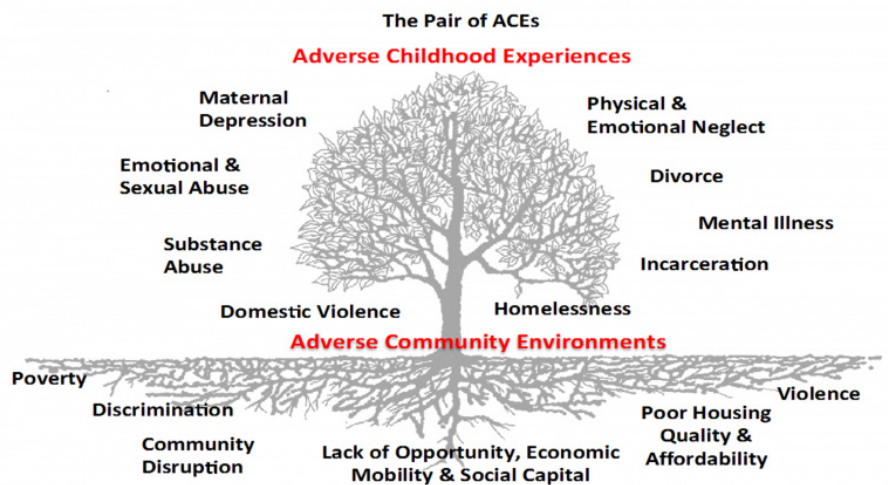 The Pair of ACEs
Adverse Childhood Experiences
Maternal
Depression
Physical &
Emotional Neglect
Emotional &
Sexual Abuse
Divorce
Mental Illness
Substance
Abuse
Incarceration
Domestic Violence
Homelessness
Adverse Community Environments
Poverty
Violence
Discrimination
Poor Housing
Quality &
Affordability
Community
Disruption
Lack of Opportunity, Economic
Mobility & Social Capital